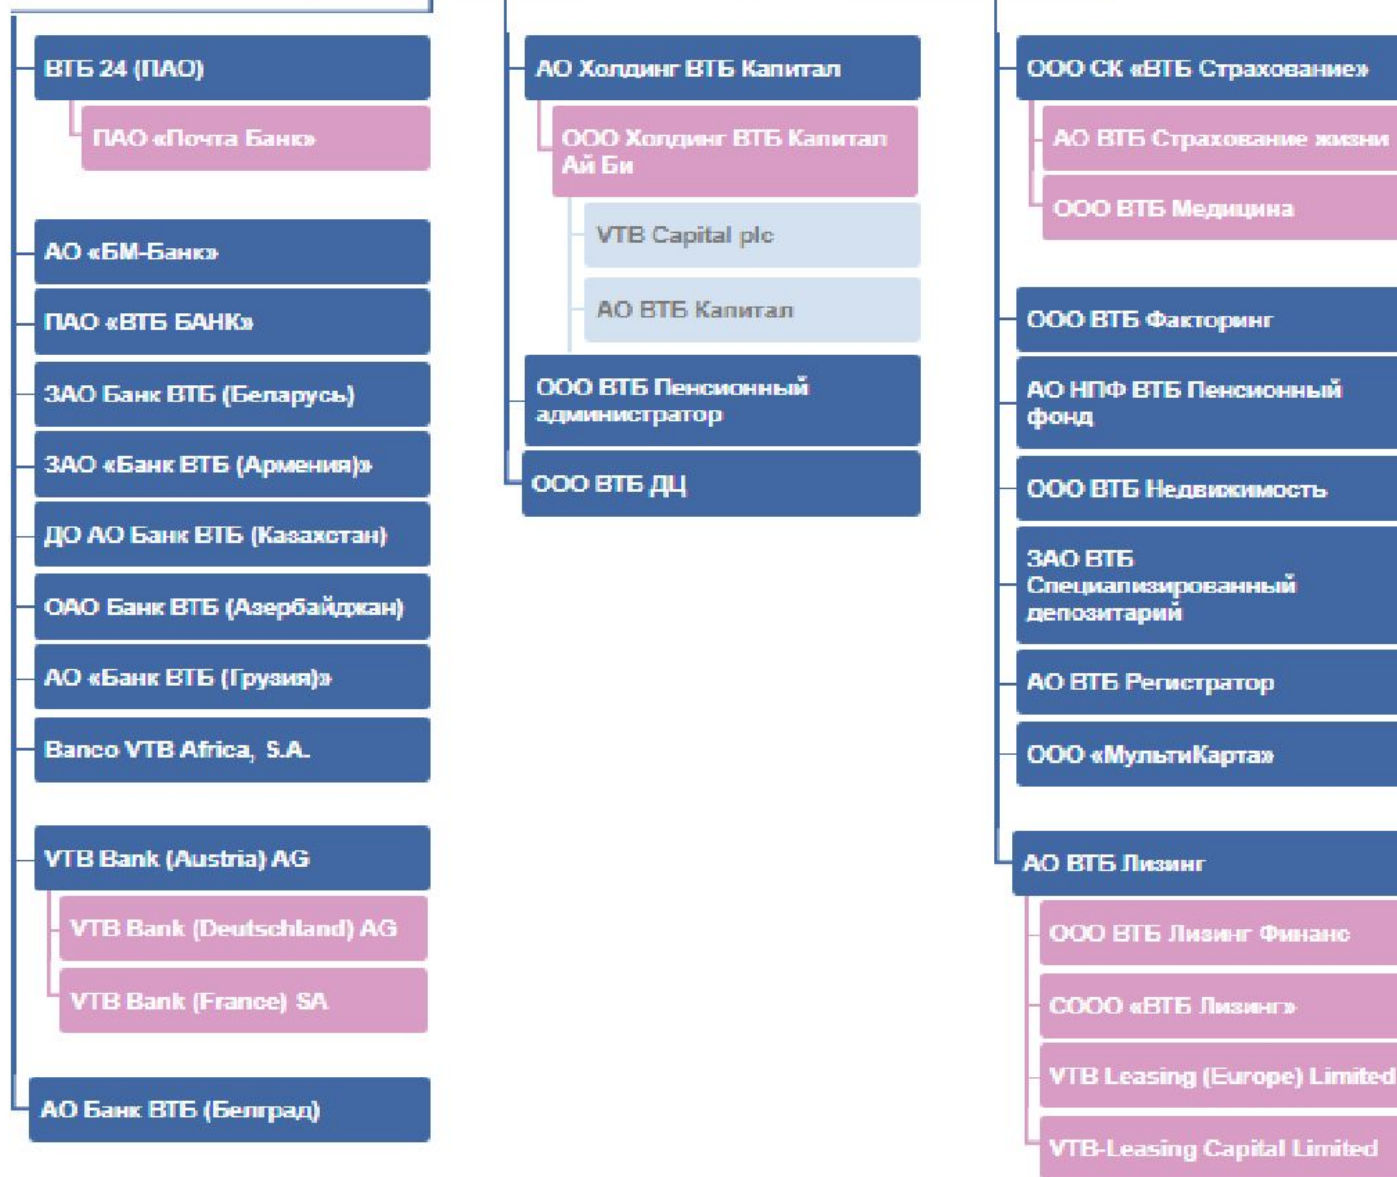 ВТБ 24 (ПАО)
ПАО «Почта Банк»
АО «БМ-Банк»
ПАО «ВТБ БАНК»
ЗАО Банк ВТБ (Беларусь)
ЗАО «Банк ВТБ (Армения)»
ДО АО Банк ВТБ (Казахстан)
ОАО Банк ВТБ (Азербайджан)
АО «Банк ВТБ (Грузия)»
Banco VTB Africa, S.A.
VTB Bank (Austria) AG
VTB Bank (Deutschland) AG
VTB Bank (France) SA
АО Банк ВТБ (Белград)
АО Холдинг ВТБ Капитал
ООО Холдинг ВТБ Капитал
Ай Би
VTB Capital plc
АО ВТБ Капитал
ООО ВТБ Пенсионный
администратор
ООО ВТБ ДЦ
ООО СК «ВТБ Страхование»
АО ВТБ Страхование жизни
ООО ВТБ Медицина
ООО ВТБ Факторинг
АО НПФ ВТБ Пенсионный
фонд
ООО ВТБ Недвижимость
ЗАО ВТБ
Специализированный
депозитарий
АО ВТБ Регистратор
ООО «МультиКарта»
АО ВТБ Лизинг
ООО ВТБ Лизинг Финанс
СООО «ВТБ Лизинг»
VTB Leasing (Europe) Limited
VTB-Leasing Capital Limited